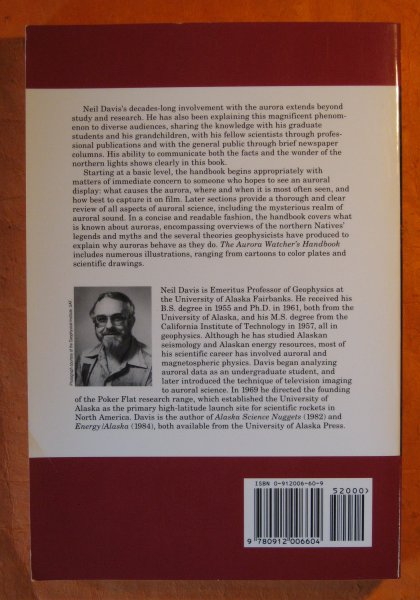 Neil Davis's decades-long involvement with the aurora extends beyond
study and research. He has also been explaining this magnificent phenom-
enon to diverse audiences, sharing the knowledge with his graduate
students and his grandchildren, with his fellow scientists through profes-
sional publications and with the general public through brief newspaper
columns. His ability to communicate both the facts and the wonder of the
northern lights shows clearly in this book.
Starting at a basic level, the handbook begins appropriately with
matters of immediate concern to someone who hopes to see an auroral
display: what causes the aurora, where and when it is most often seen, and
how best to capture it on film. Later sections provide a thorough and
clear review of all aspects of auroral science, including the mysterious realm of
auroral sound. In a concise and readable fashion, the handbook covers what
is known about auroras, encompassing overviews of the northern Natives'
legends and myths and the several theories geophysicists have produced to
explain why auroras behave as they do. The Aurora Watcher's Handbook
includes numerous illustrations, ranging from cartoons to color plates and
scientific drawings.
Neil Davis is Emeritus Professor of Geophysics at
the University of Alaska Fairbanks. He received his
B.S. degree in 1955 and Ph.D. in 1961, both from the
University of Alaska, and his M.S. degree from the
California Institute of Technology in 1957, all in
geophysics. Although he has studied Alaskan
seismology and Alaskan energy resources, most of
his scientific career has involved auroral and
magnetospheric physics. Davis began analyzing
auroral data as an undergraduate student, and
later introduced the technique of television imaging
to auroral science. In 1969 he directed the founding
of the Poker Flat research range, which established the University of
Alaska as the primary high-latitude launch site for scientific rockets in
North America. Davis is the author of Alaska Science Nuggets (1982) and
Energy/Alaska (1984), both available from the University of Alaska Press.
Photograph courtesy of the Geophysical Institute, UAF
ISBN 0-912006-60-9
52000>
9 780912 006604